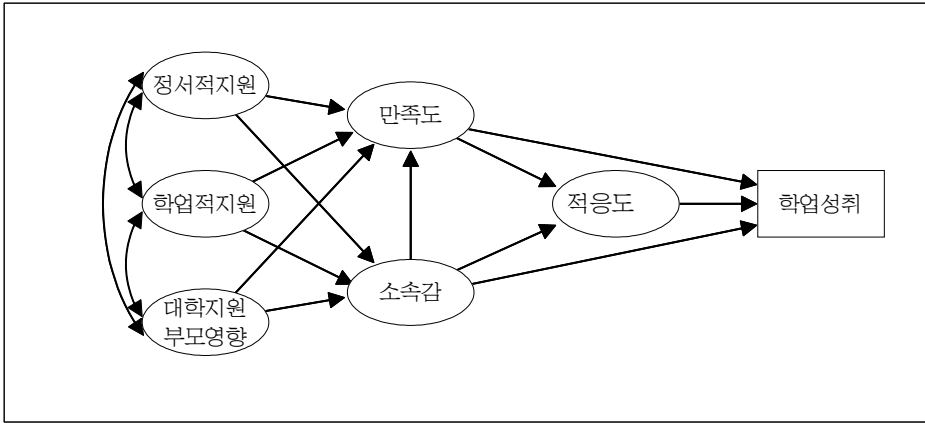 정서적지원
만족도
학업적지원
적응도
학업성취
소속감
대학지원
부모영향